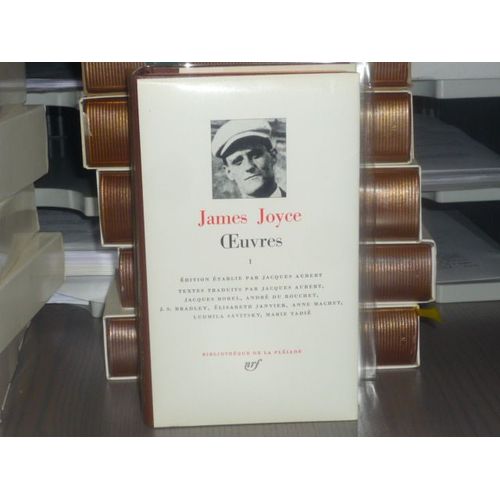 James Joyce
Œuvres
I
ÉDITION ÉTABLIE PAR JACQUES AUBERT
TEXTES TRADUITS PAR JACQUES AUBERT,
JACQUES BOREL, ANDRÉ DU BOUCHET,
J. S. BRADLEY, ÉLISABETH JANVIER, ANNE MACHET,
LUDMILA SAVITSKY, MARIE TADIÉ
BIBLIOTHÈQUE DE LA PLÉIADE
nrf